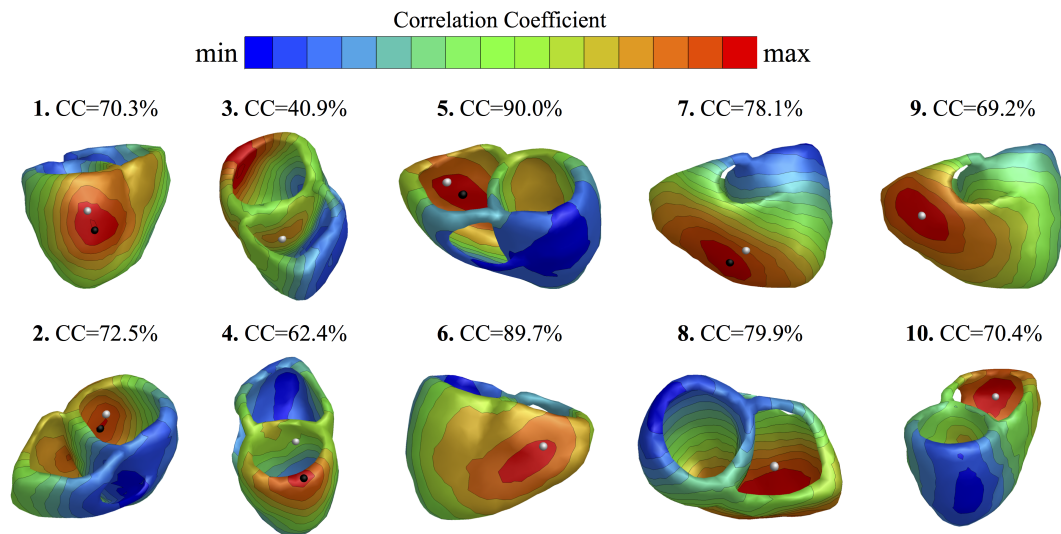 Correlation Coefficient
min max
1. CC=70.3% 3. CC=40.9% 5. CC=90.0% 7. CC=78.1% 9. CC=69.2%
2. CC=72.5% 4. CC=62.4% 6. CC=89.7% 8. CC=79.9% 10. CC=70.4%